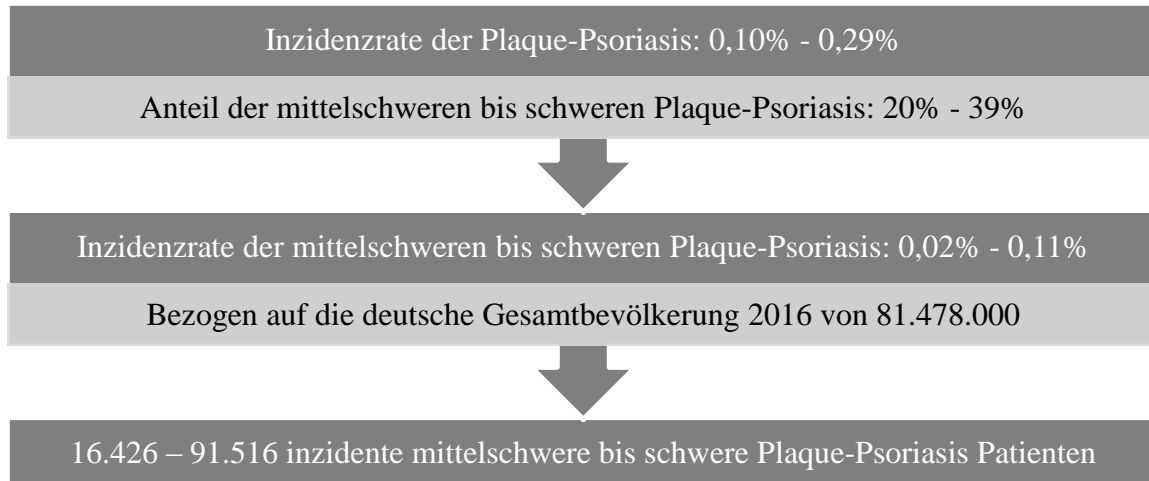 Inzidenzrate der Plaque-Psoriasis: 0,10% - 0,29%
Anteil der mittelschweren bis schweren Plaque-Psoriasis: 20% - 39%
Inzidenzrate der mittelschweren bis schweren Plaque-Psoriasis: 0,02% - 0,11%
Bezogen auf die deutsche Gesamtbevölkerung 2016 von 81.478.000
16.426 – 91.516 inzidente mittelschwere bis schwere Plaque-Psoriasis Patienten